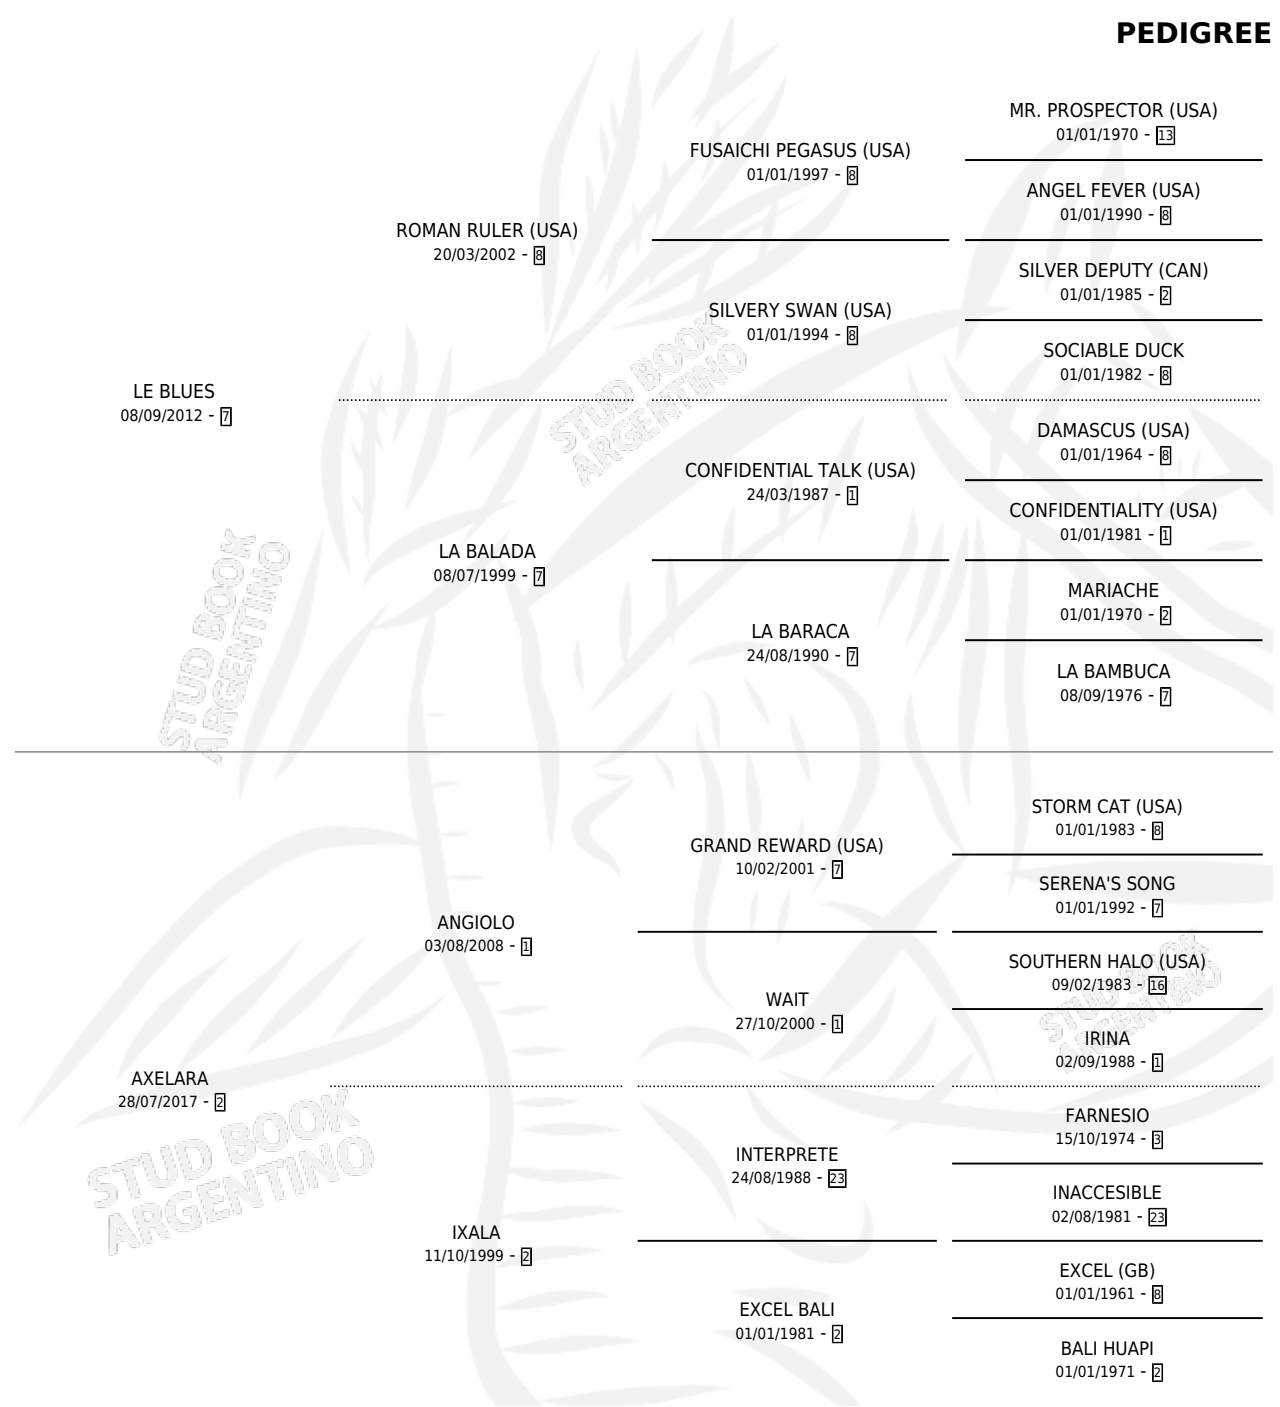 PEDIGREE
MR. PROSPECTOR (USA)
01/01/1970 - 13
FUSAICHI PEGASUS (USA)
01/01/1997 - 8
ANGEL FEVER (USA)
01/01/1990 - 8
ROMAN RULER (USA)
20/03/2002 - 8
SILVER DEPUTY (CAN)
01/01/1985 - 2
SILVERY SWAN (USA)
01/01/1994 - 8
SOCIABLE DUCK
01/01/1982 - 8
LE BLUES
08/09/2012 - 7
STUD BOOK
ARGENTINO
DAMASCUS (USA)
01/01/1964 - 8
CONFIDENTIAL TALK (USA)
24/03/1987 - 1
CONFIDENTIALITY (USA)
01/01/1981 - 1
LA BALADA
08/07/1999 - 7
MARIACHE
01/01/1970 - 2
LA BARACA
24/08/1990 - 7
LA BAMBUCA
08/09/1976 - 7
STUD BOOK
ARGENTINO
STORM CAT (USA)
01/01/1983 - 8
GRAND REWARD (USA)
10/02/2001 - 7
SERENA'S SONG
01/01/1992 - 7
ANGIOLO
03/08/2008 - 1
SOUTHERN HALO (USA)
09/02/1983 - 16
WAIT
27/10/2000 - 1
STUD BOOK
ARGENTINO
IRINA
02/09/1988 - 1
AXELARA
28/07/2017 - 2
FARNESIO
15/10/1974 - 3
INTERPRETE
24/08/1988 - 23
INACCESIBLE
02/08/1981 - 23
STUD BOOK
ARGENTINO
IXALA
11/10/1999 - 2
EXCEL (GB)
01/01/1961 - 8
EXCEL BALI
01/01/1981 - 2
BALI HUAPI
01/01/1971 - 2